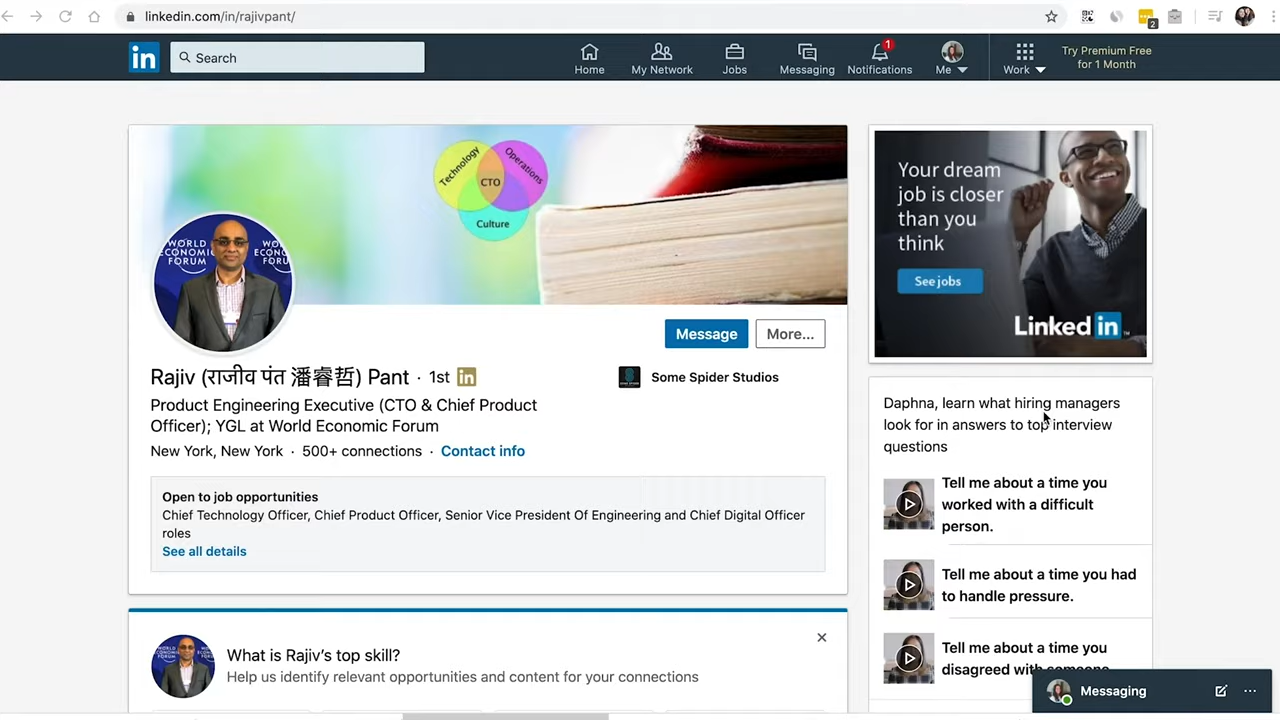 linkedin.com/in/rajivpant/
2
in
Search
Home
My Network
Jobs
Messaging
1
Notifications
Me
Work
Try Premium Free
for 1 Month
Technology
Operations
CTO
Culture
WORLD
ECONOMIC
FORUM
Your dream
job is closer
than you
think
See jobs
Linked in
Message
More...
Rajiv (राजीव पंत 潘睿哲) Pant · 1st in
Some Spider Studios
Product Engineering Executive (CTO & Chief Product
Officer); YGL at World Economic Forum
New York, New York · 500+ connections · Contact info
Open to job opportunities
Chief Technology Officer, Chief Product Officer, Senior Vice President Of Engineering and Chief Digital Officer
roles
See all details
What is Rajiv's top skill?
Help us identify relevant opportunities and content for your connections
Daphna, learn what hiring managers
look for in answers to top interview
questions
Tell me about a time you
worked with a difficult
person.
Tell me about a time you had
to handle pressure.
Tell me about a time you
disagreed with someone
Messaging